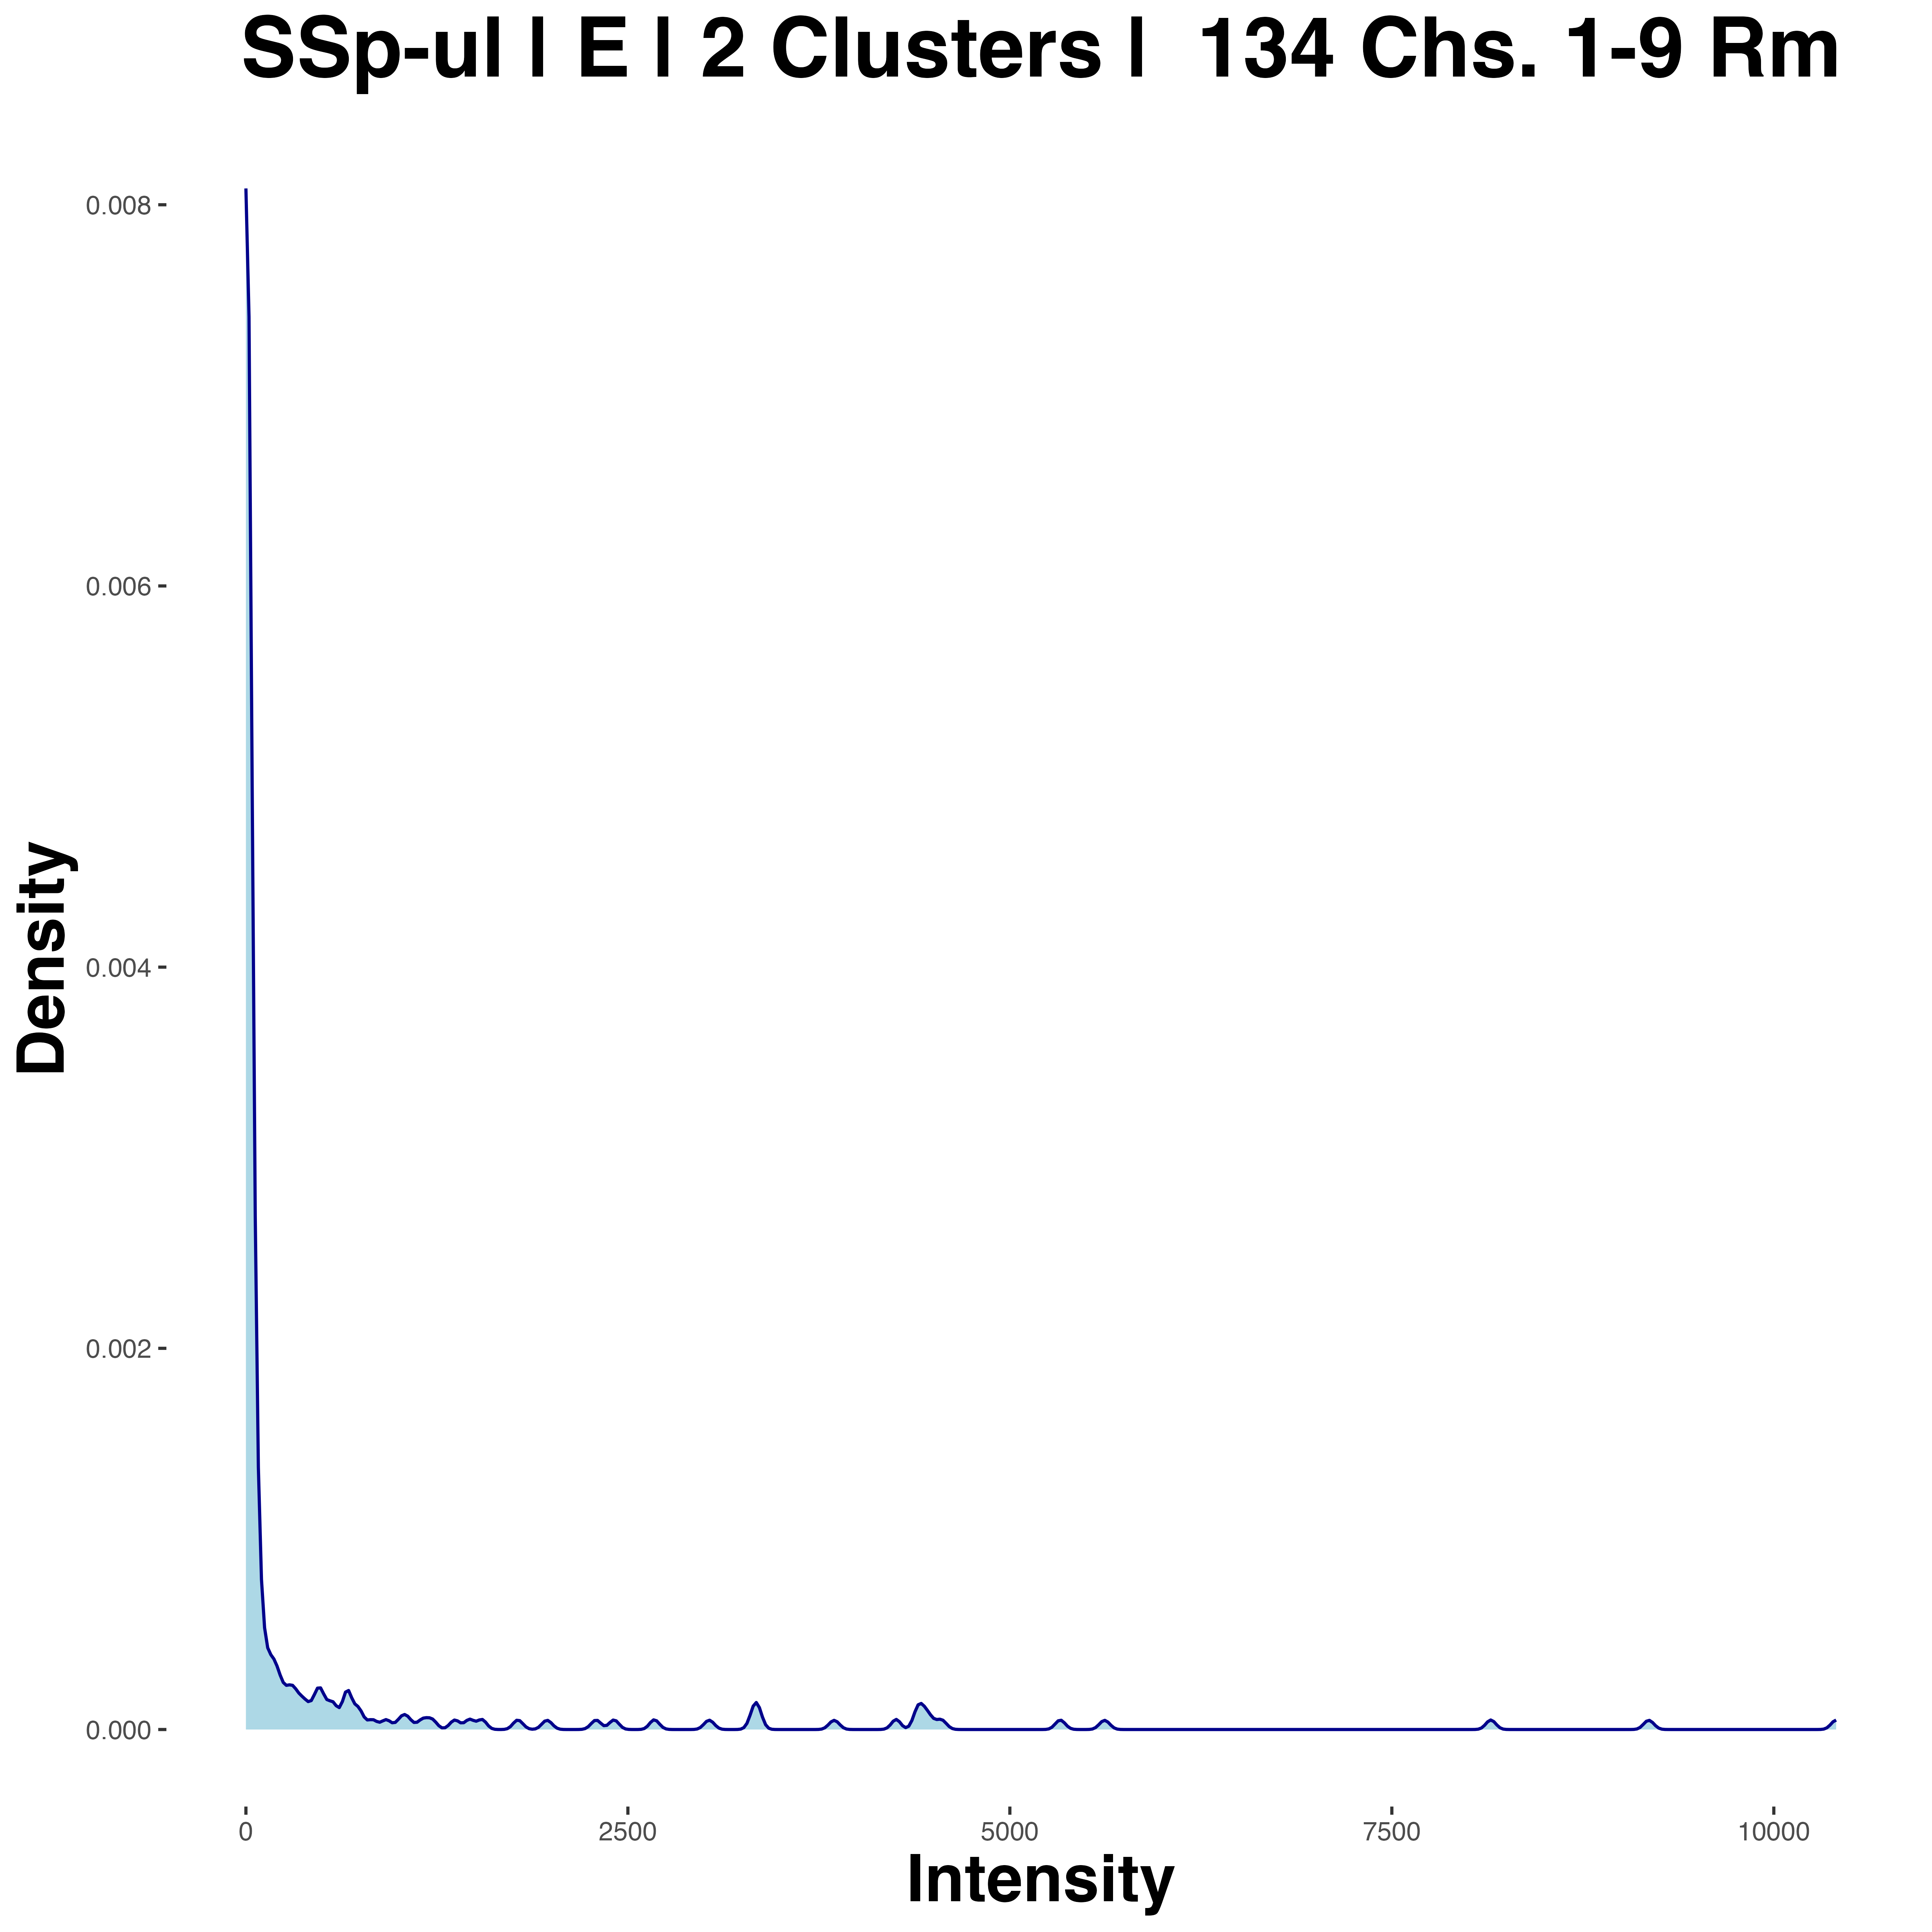 SSp-ul | E | 2 Clusters |  134 Chs. 1-9 Rm
0.008
0.006
0.004
0.002
0.000
Density
0 2500 5000 7500 10000
Intensity